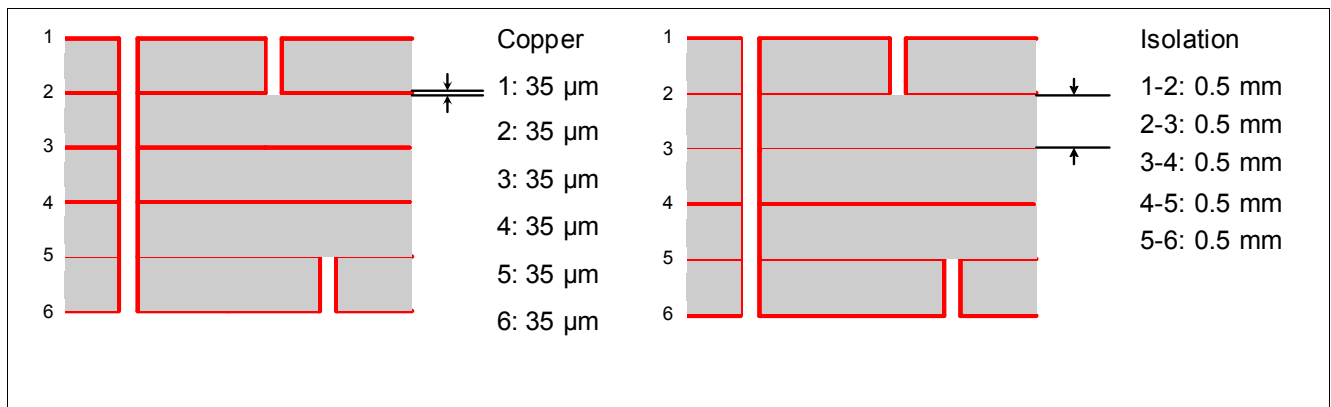 1
2
3
4
5
6
Copper
1: 35 µm
2: 35 µm
3: 35 µm
4: 35 µm
5: 35 µm
6: 35 µm
1
2
3
4
5
6
Isolation
1-2: 0.5 mm
2-3: 0.5 mm
3-4: 0.5 mm
4-5: 0.5 mm
5-6: 0.5 mm